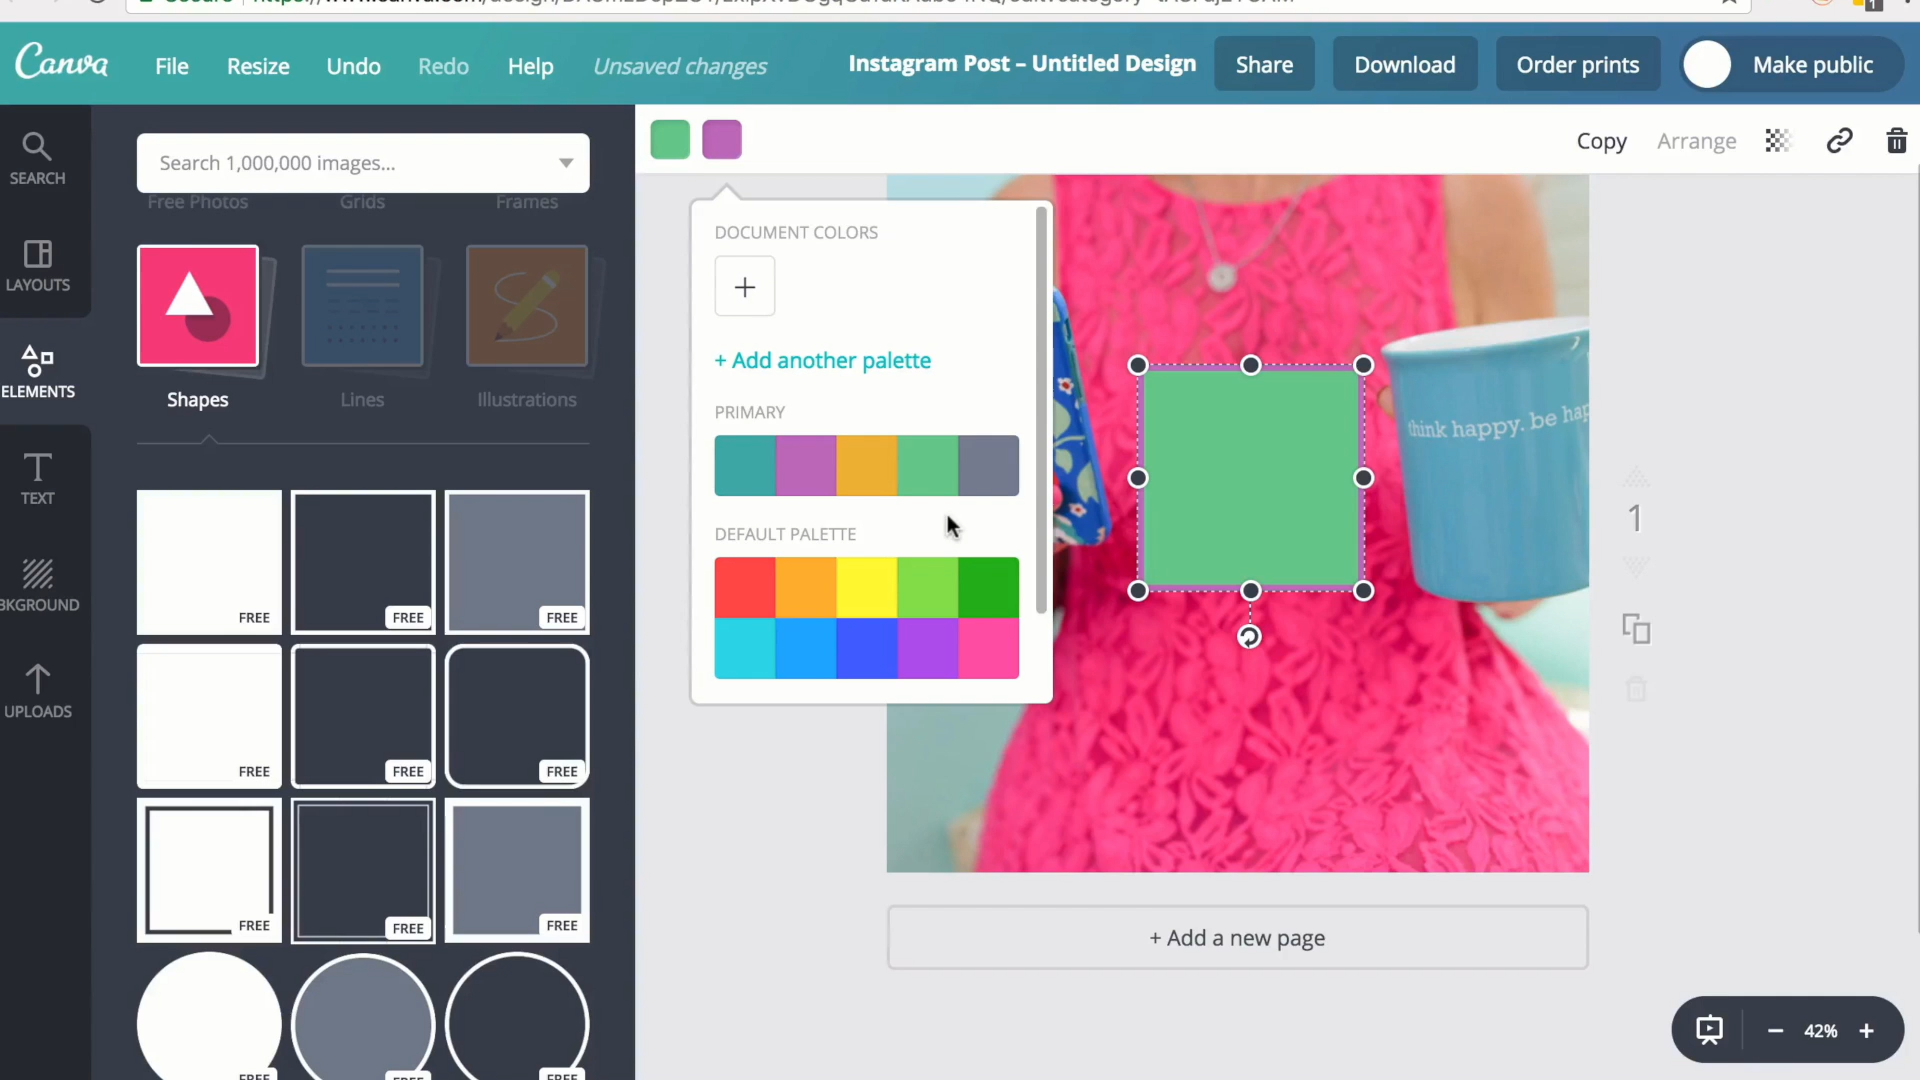 Canva
File
Resize
Undo
Redo
Help
Unsaved changes
Instagram Post – Untitled Design
Share
Download
Order prints
Make public
SEARCH
LAYOUTS
ELEMENTS
TEXT
BKGROUND
UPLOADS
Search 1,000,000 images...
Free Photos
Grids
Frames
Shapes
Lines
Illustrations
FREE
FREE
FREE
FREE
FREE
FREE
FREE
FREE
FREE
FREE
FREE
FREE
Copy
Arrange
DOCUMENT COLORS
+ Add another palette
PRIMARY
DEFAULT PALETTE
think happy. be hap
1
+ Add a new page
42%